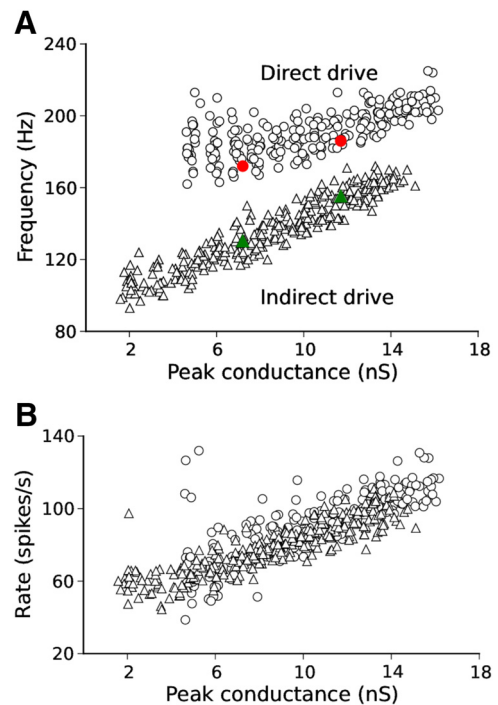 A
240
200
160
120
80
Frequency (Hz)
Direct drive
Indirect drive
2 6 10 14 18
Peak conductance (nS)
B
140
100
60
20
Rate (spikes/s)
2 6 10 14 18
Peak conductance (nS)